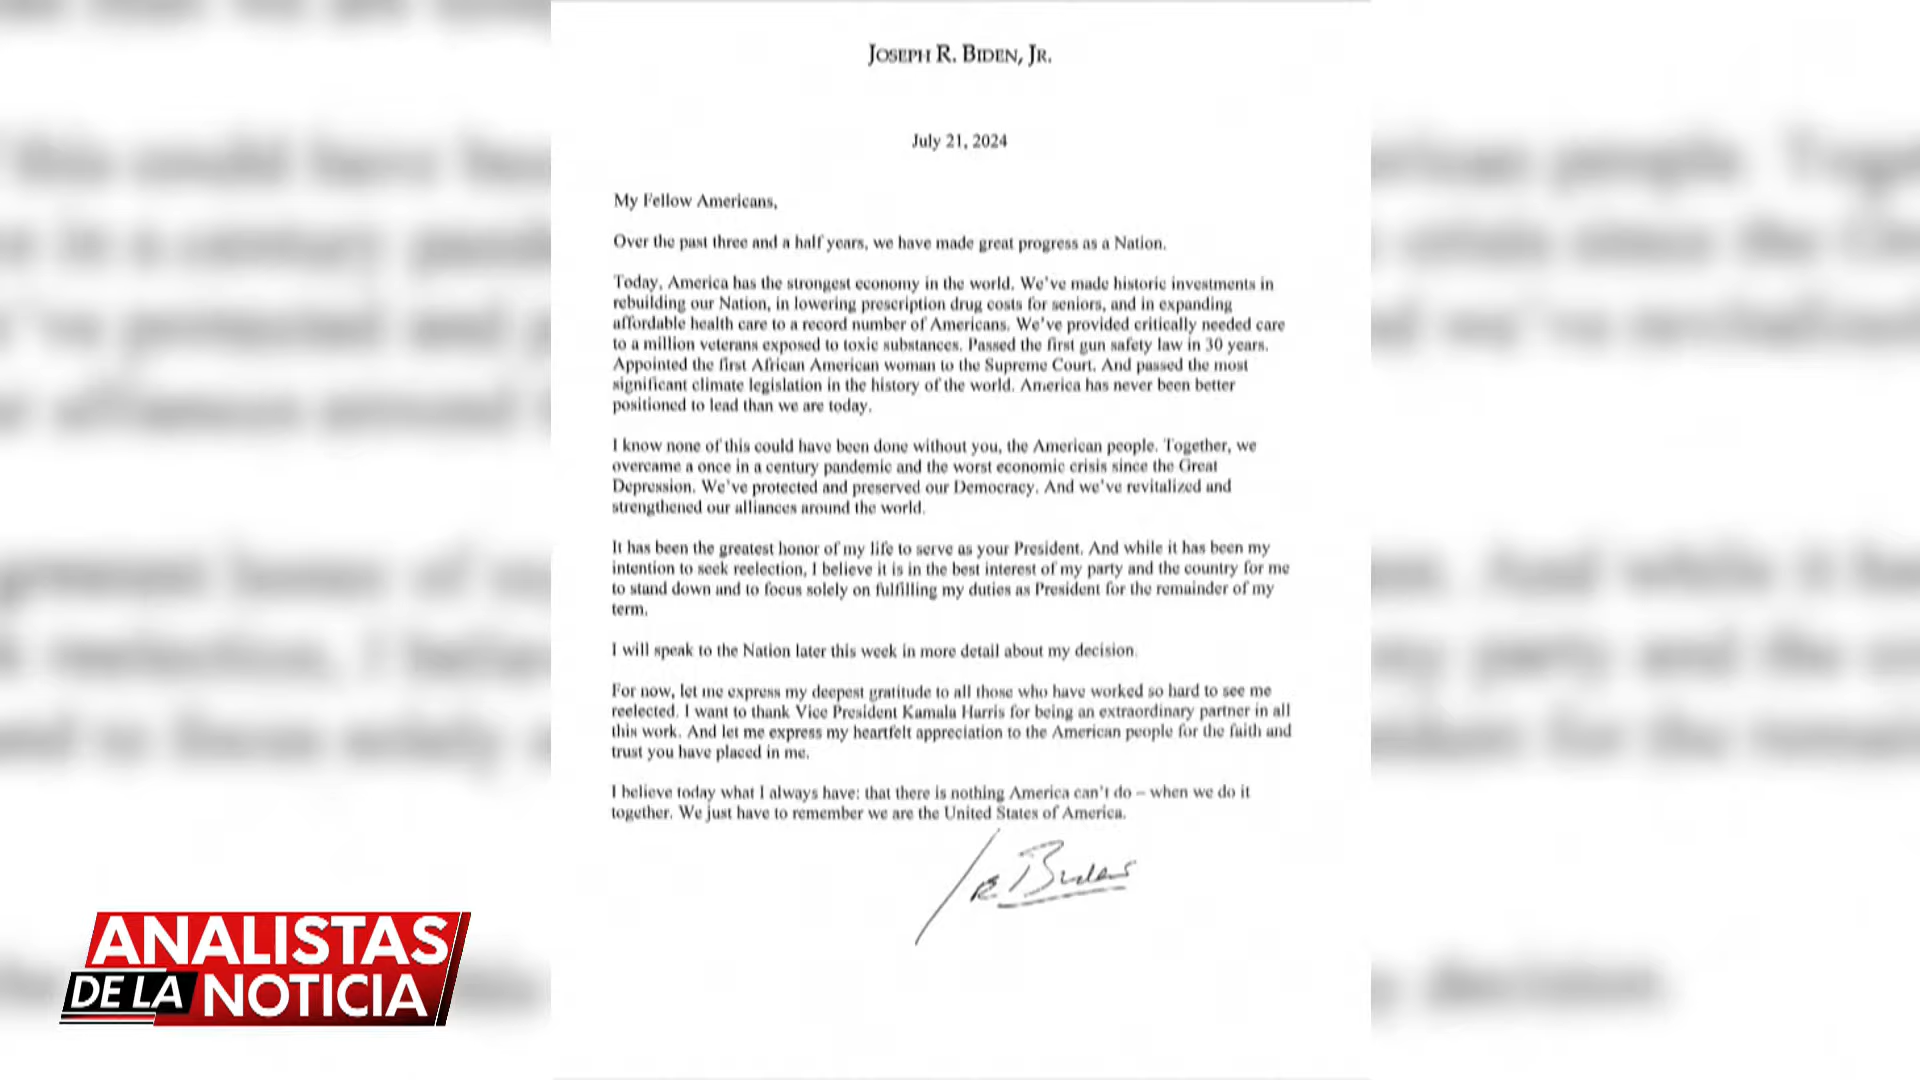 JOSEPH R. BIDEN, JR.
July 21, 2024
My Fellow Americans,
Over the past three and a half years, we have made great progress as a Nation.
Today, America has the strongest economy in the world. We've made historic investments in
rebuilding our Nation, in lowering prescription drug costs for seniors, and in expanding
affordable health care to a record number of Americans. We've provided critically needed care
to a million veterans exposed to toxic substances. Passed the first gun safety law in 30 years.
Appointed the first African American woman to the Supreme Court. And passed the most
significant climate legislation in the history of the world. America has never been better
positioned to lead than we are today.
I know none of this could have been done without you, the American people. Together, we
overcame a once in a century pandemic and the worst economic crisis since the Great
Depression. We've protected and preserved our Democracy. And we've revitalized and
strengthened our alliances around the world.
It has been the greatest honor of my life to serve as your President. And while it has been my
intention to seek reelection, I believe it is in the best interest of my party and the country for me
to stand down and to focus solely on fulfilling my duties as President for the remainder of my
term.
I will speak to the Nation later this week in more detail about my decision.
For now, let me express my deepest gratitude to all those who have worked so hard to see me
reelected. I want to thank Vice President Kamala Harris for being an extraordinary partner in all
this work. And let me express my heartfelt appreciation to the American people for the faith and
trust you have placed in me.
I believe today what I always have: that there is nothing America can't do – when we do it
together. We just have to remember we are the United States of America.
Joe Biden
ANALISTAS
DE LA NOTICIA